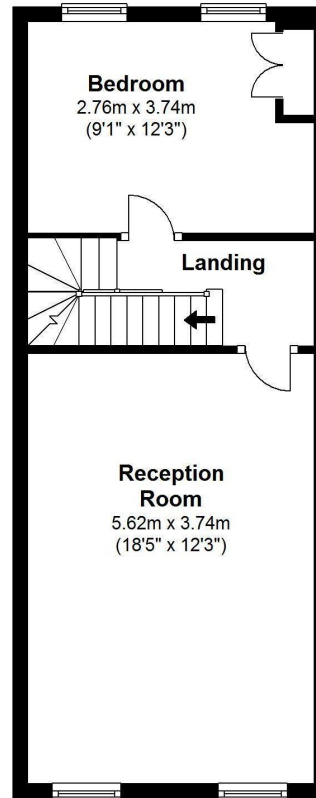 Bedroom
2.76m x 3.74m
(9'1" x 12'3")
Landing
Reception
Room
5.62m x 3.74m
(18'5" x 12'3")